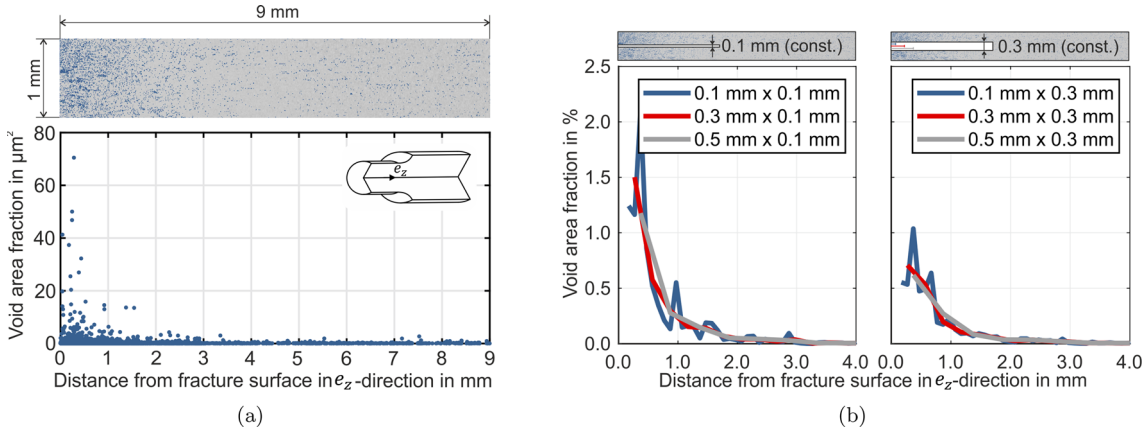 9 mm
1 mm
Void area fraction in μm²
80
60
40
20
0
e_z
0 1 2 3 4 5 6 7 8 9
Distance from fracture surface in e_z-direction in mm
(a)
0.1 mm (const.)
0.3 mm (const.)
Void area fraction in %
2.5
2.0
1.5
1.0
0.5
0.0
0.1 mm x 0.1 mm
0.3 mm x 0.1 mm
0.5 mm x 0.1 mm
0.1 mm x 0.3 mm
0.3 mm x 0.3 mm
0.5 mm x 0.3 mm
0.0 1.0 2.0 3.0 4.0
0.0 1.0 2.0 3.0 4.0
Distance from fracture surface in e_z-direction in mm
(b)